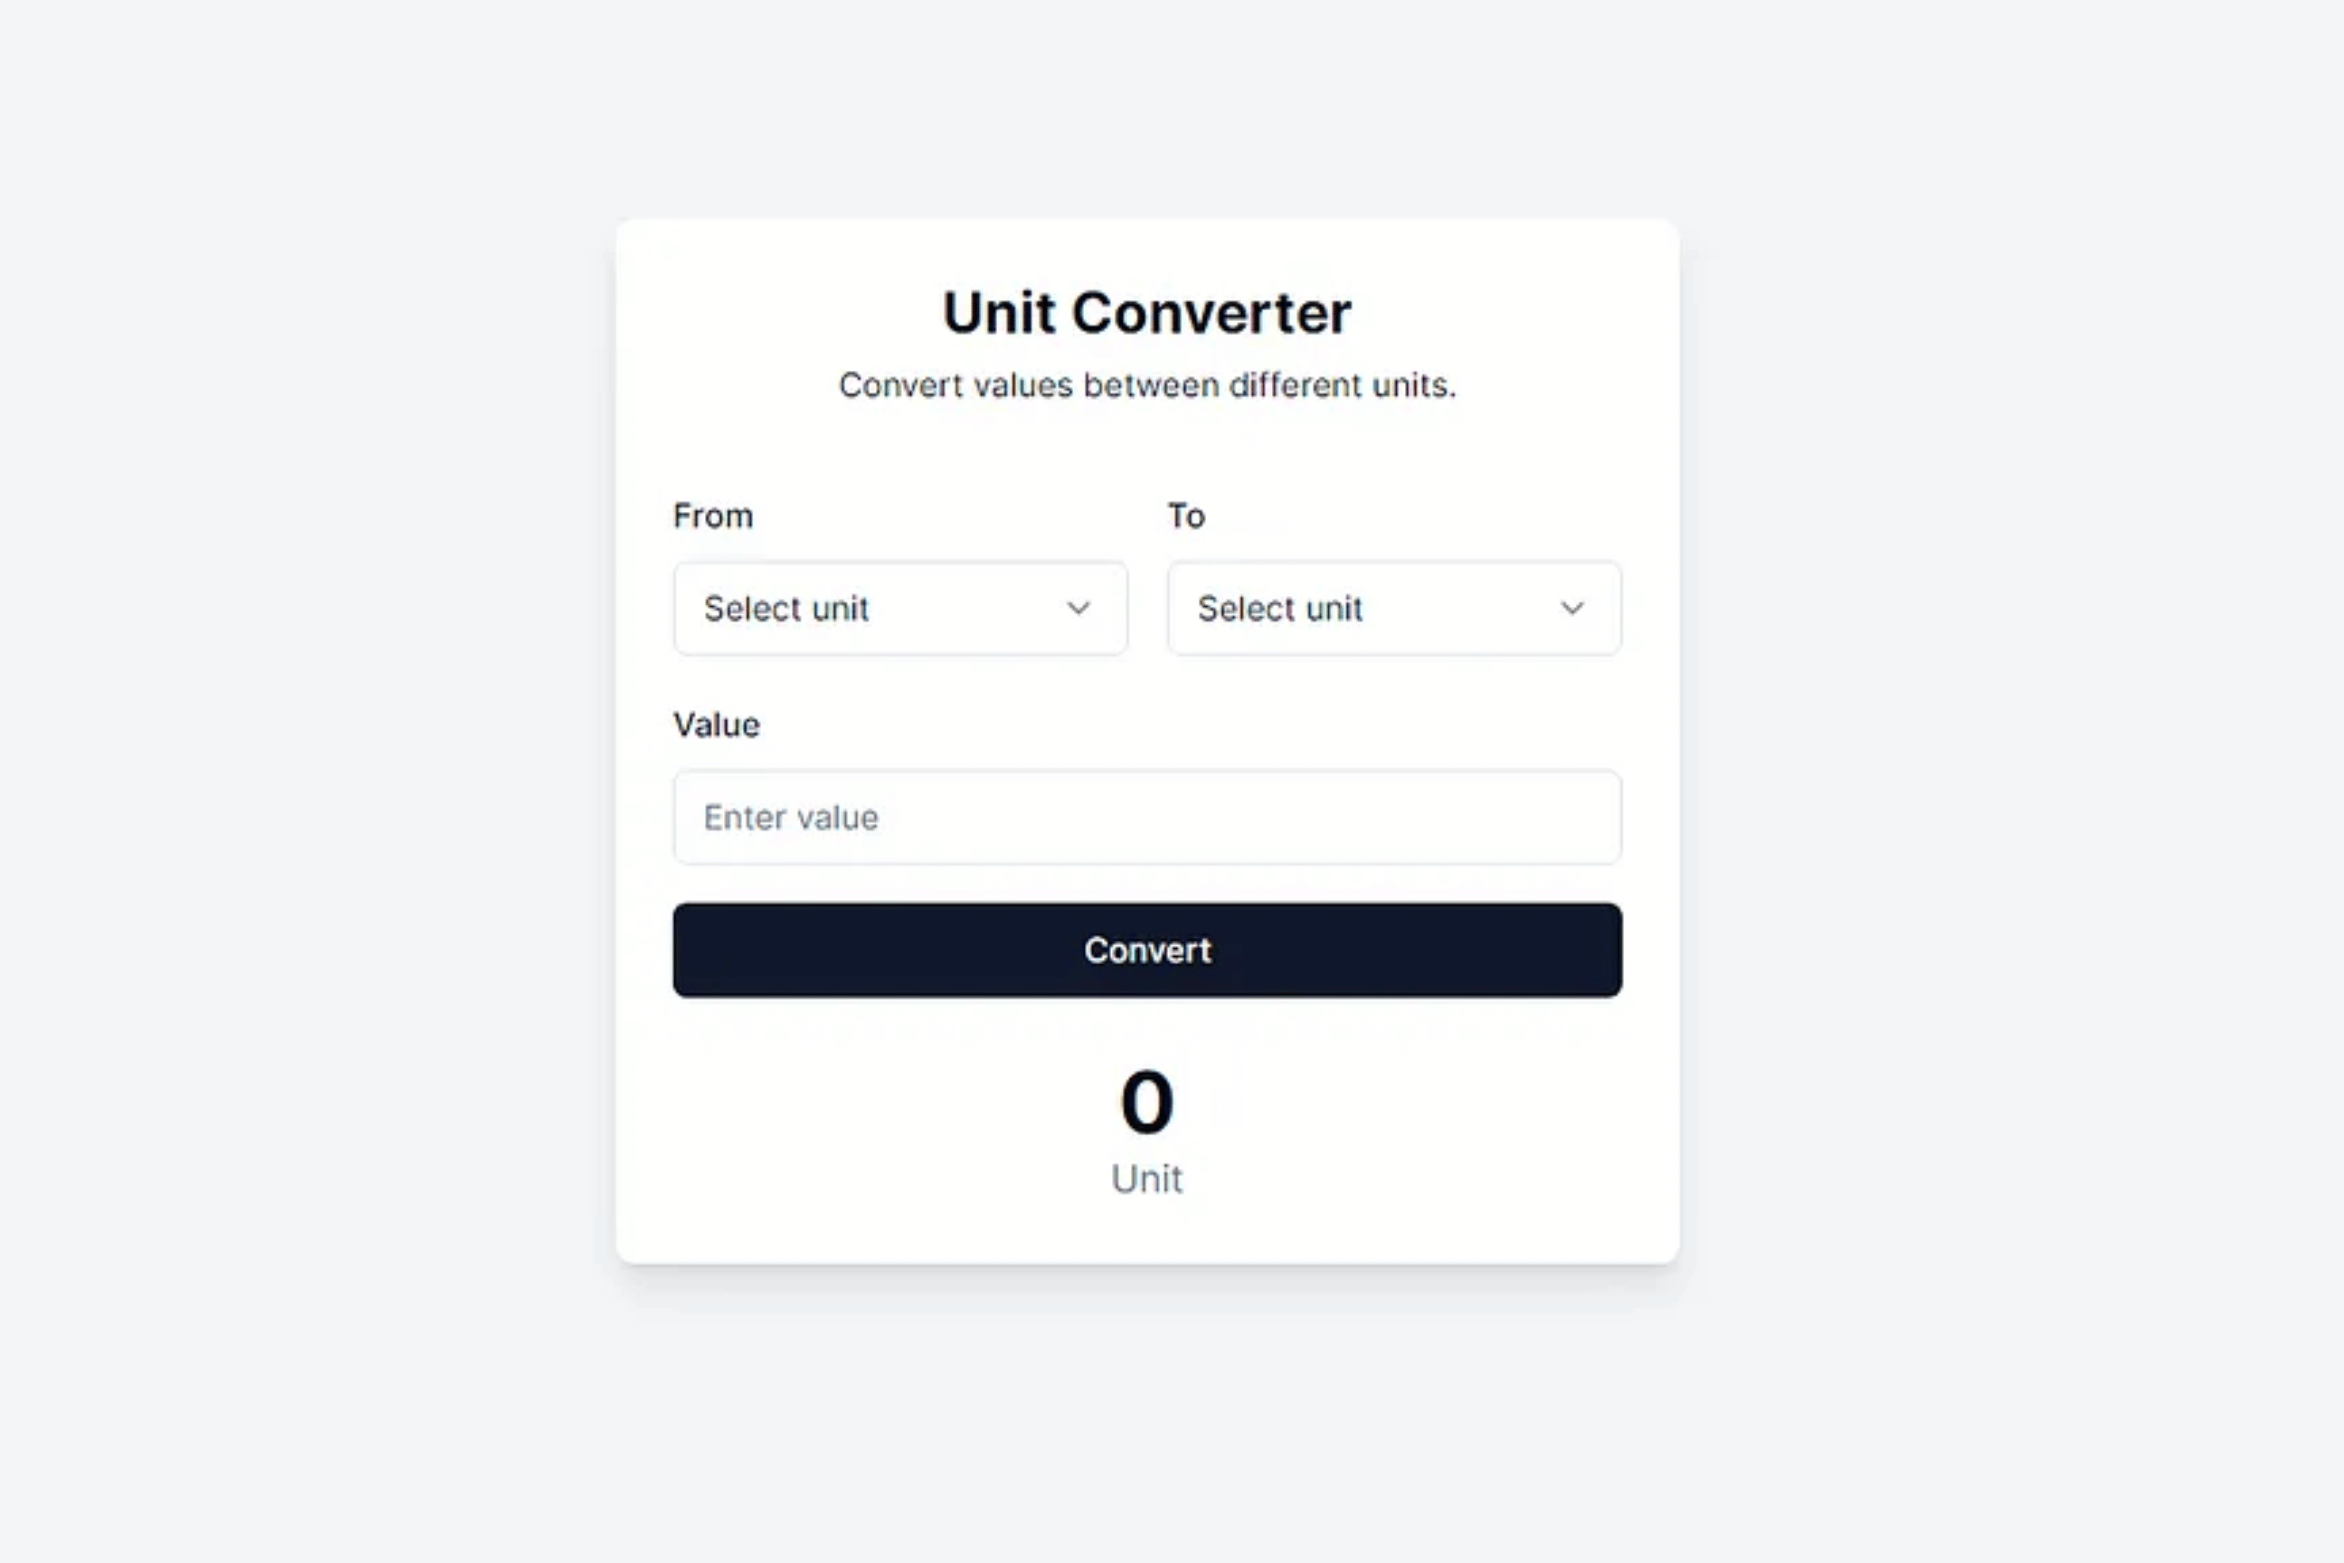 Unit Converter
Convert values between different units.
From To
Select unit Select unit
Value
Enter value
Convert
0
Unit